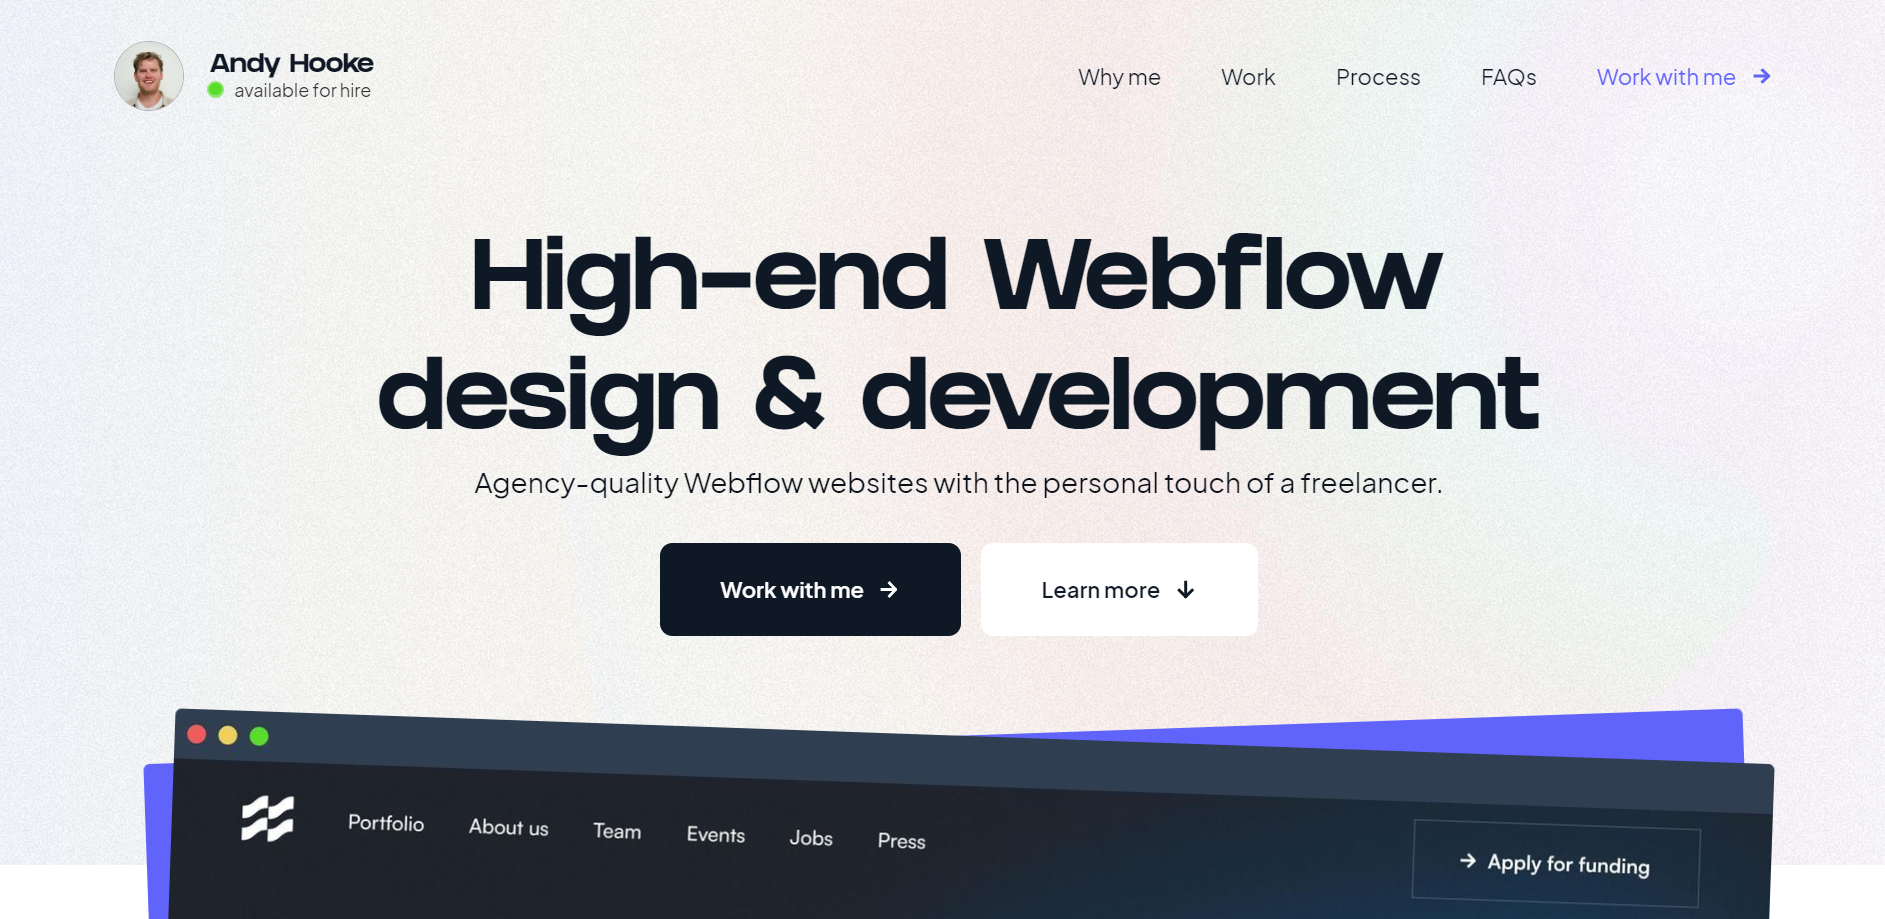 Andy Hooke
available for hire
Why me
Work
Process
FAQs
Work with me
High-end Webflow
design & development
Agency-quality Webflow websites with the personal touch of a freelancer.
Work with me
Learn more
Portfolio
About us
Team
Events
Jobs
Press
Apply for funding